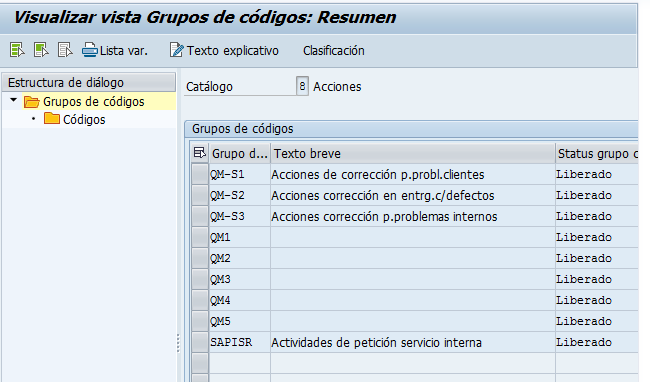 Visualizar vista Grupos de códigos: Resumen
Lista var. Texto explicativo Clasificación
Estructura de diálogo
Grupos de códigos
Códigos
Catálogo 8 Acciones
Grupos de códigos
Grupo d... Texto breve Status grupo c
QM-S1 Acciones de corrección p.probl.clientes Liberado
QM-S2 Acciones corrección en entrg.c/defectos Liberado
QM-S3 Acciones corrección p.problemas internos Liberado
QM1 Liberado
QM2 Liberado
QM3 Liberado
QM4 Liberado
QM5 Liberado
SAPISR Actividades de petición servicio interna Liberado